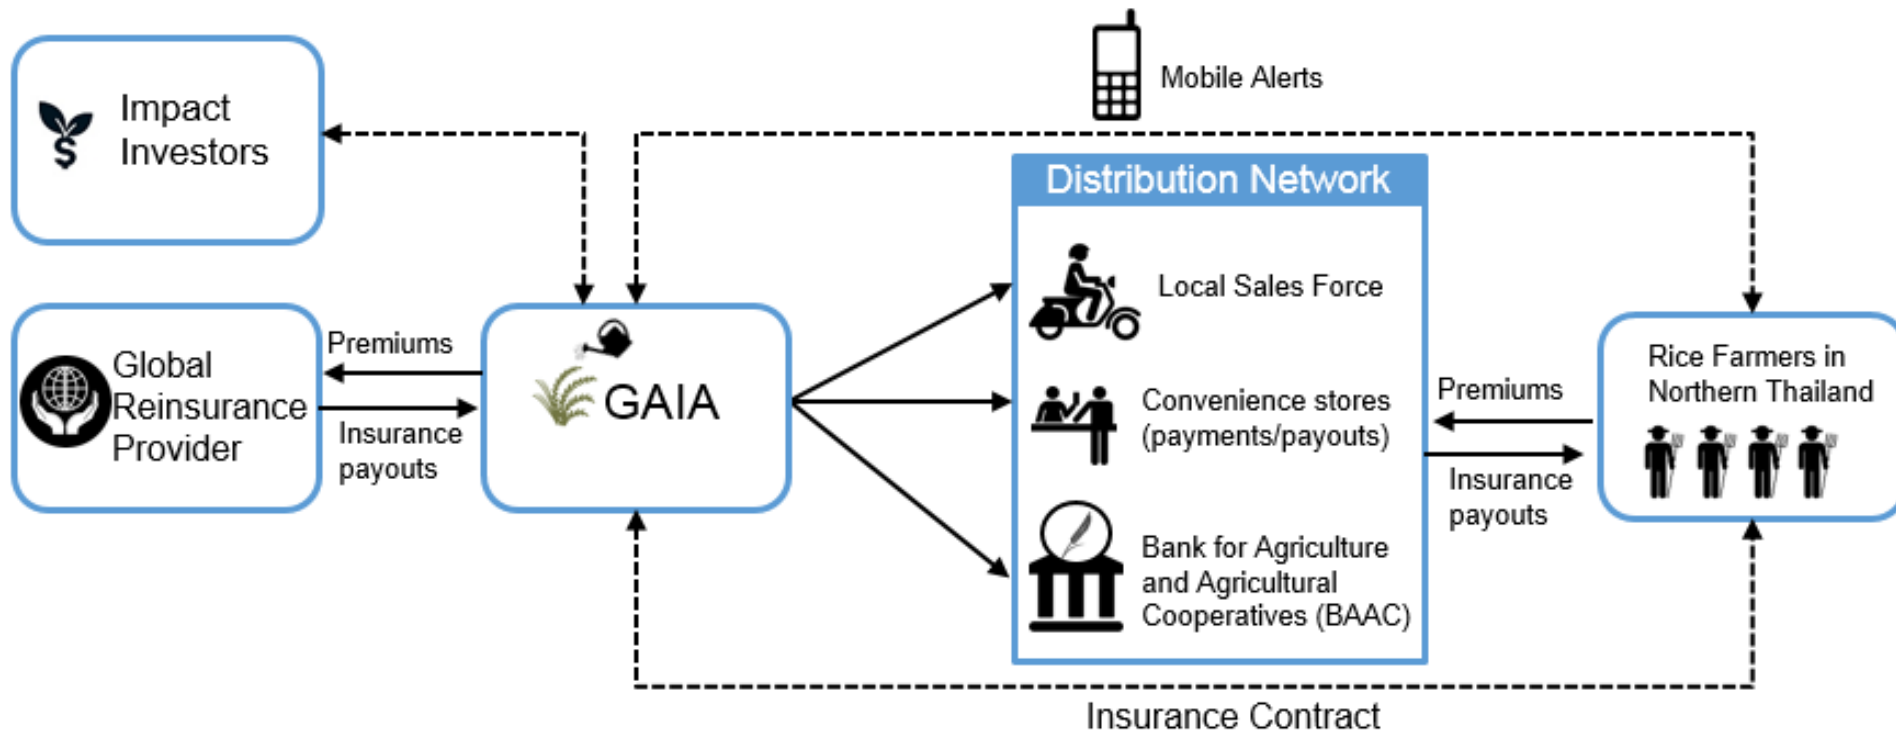 Impact
Investors
Mobile Alerts
Distribution Network
Local Sales Force
Global
Reinsurance
Provider
Premiums
Insurance
payouts
GAIA
Convenience stores
(payments/payouts)
Bank for Agriculture
and Agricultural
Cooperatives (BAAC)
Premiums
Insurance
payouts
Rice Farmers in
Northern Thailand
Insurance Contract